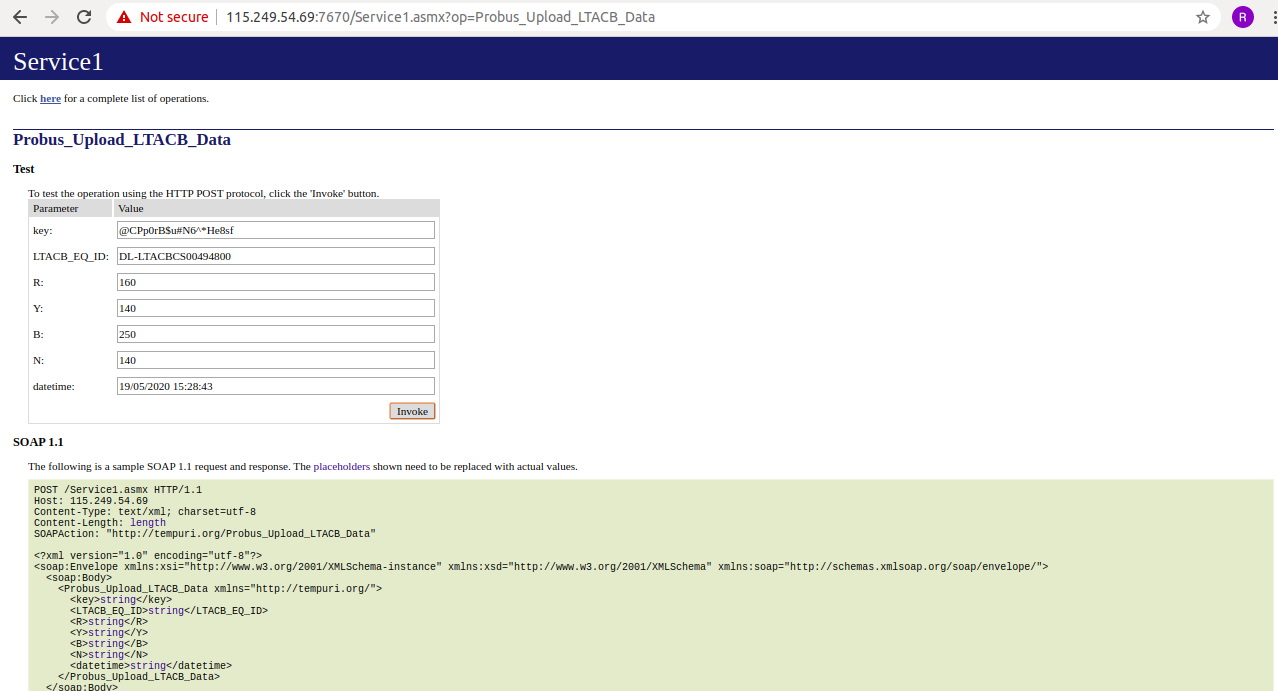 Not secure | 115.249.54.69:7670/Service1.asmx?op=Probus_Upload_LTACB_Data R
Service1
Click here for a complete list of operations.
Probus_Upload_LTACB_Data
Test
To test the operation using the HTTP POST protocol, click the 'Invoke' button.
Parameter Value
key: @CPp0rB$u#N6^*He8sf
LTACB_EQ_ID: DL-LTACBCS00494800
R: 160
Y: 140
B: 250
N: 140
datetime: 19/05/2020 15:28:43
Invoke
SOAP 1.1
The following is a sample SOAP 1.1 request and response. The placeholders shown need to be replaced with actual values.
POST /Service1.asmx HTTP/1.1
Host: 115.249.54.69
Content-Type: text/xml; charset=utf-8
Content-Length: length
SOAPAction: "http://tempuri.org/Probus_Upload_LTACB_Data"
<?xml version="1.0" encoding="utf-8"?>
<soap:Envelope xmlns:xsi="http://www.w3.org/2001/XMLSchema-instance" xmlns:xsd="http://www.w3.org/2001/XMLSchema" xmlns:soap="http://schemas.xmlsoap.org/soap/envelope/">
<soap:Body>
<Probus_Upload_LTACB_Data xmlns="http://tempuri.org/">
<key>string</key>
<LTACB_EQ_ID>string</LTACB_EQ_ID>
<R>string</R>
<Y>string</Y>
<B>string</B>
<N>string</N>
<datetime>string</datetime>
</Probus_Upload_LTACB_Data>
</soap:Body>